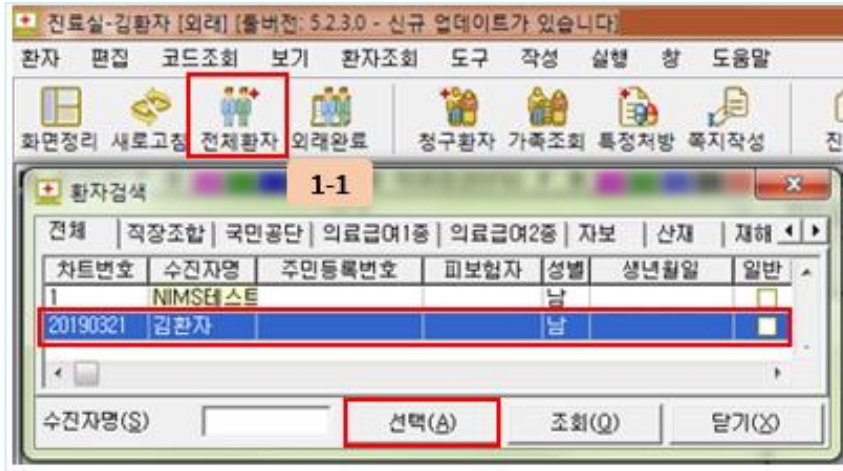 진료실-김환자 [외래] [툴버전: 5.2.3.0 - 신규 업데이트가 있습니다]
환자 편집 코드조회 보기 환자조회 도구 작성 실행 창 도움말
화면정리 새로고침 전체환자 외래완료 청구환자 가족조회 특정처방 쪽지작성 진
1-1
환자검색
전체 직장조합 국민공단 의료급여1종 의료급여2종 자보 산재 재해
차트번호 수진자명 주민등록번호 피보험자 성별 생년월일 일반
1 NIMS테스트 남
20190321 김환자 남
수진자명(S) 선택(A) 조회(Q) 닫기(X)